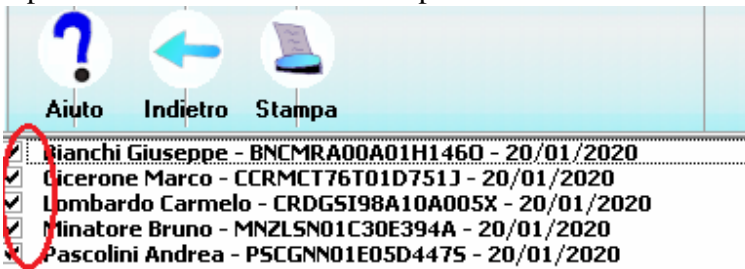 Aiuto Indietro Stampa
Bianchi Giuseppe - BNCMRA00A01H146O - 20/01/2020
Cicerone Marco - CCRMCT76T01D751J - 20/01/2020
Lombardo Carmelo - CRDGSI98A10A005X - 20/01/2020
Minatore Bruno - MNZLSN01C30E394A - 20/01/2020
Pascolini Andrea - PSCGNN01E05D447S - 20/01/2020